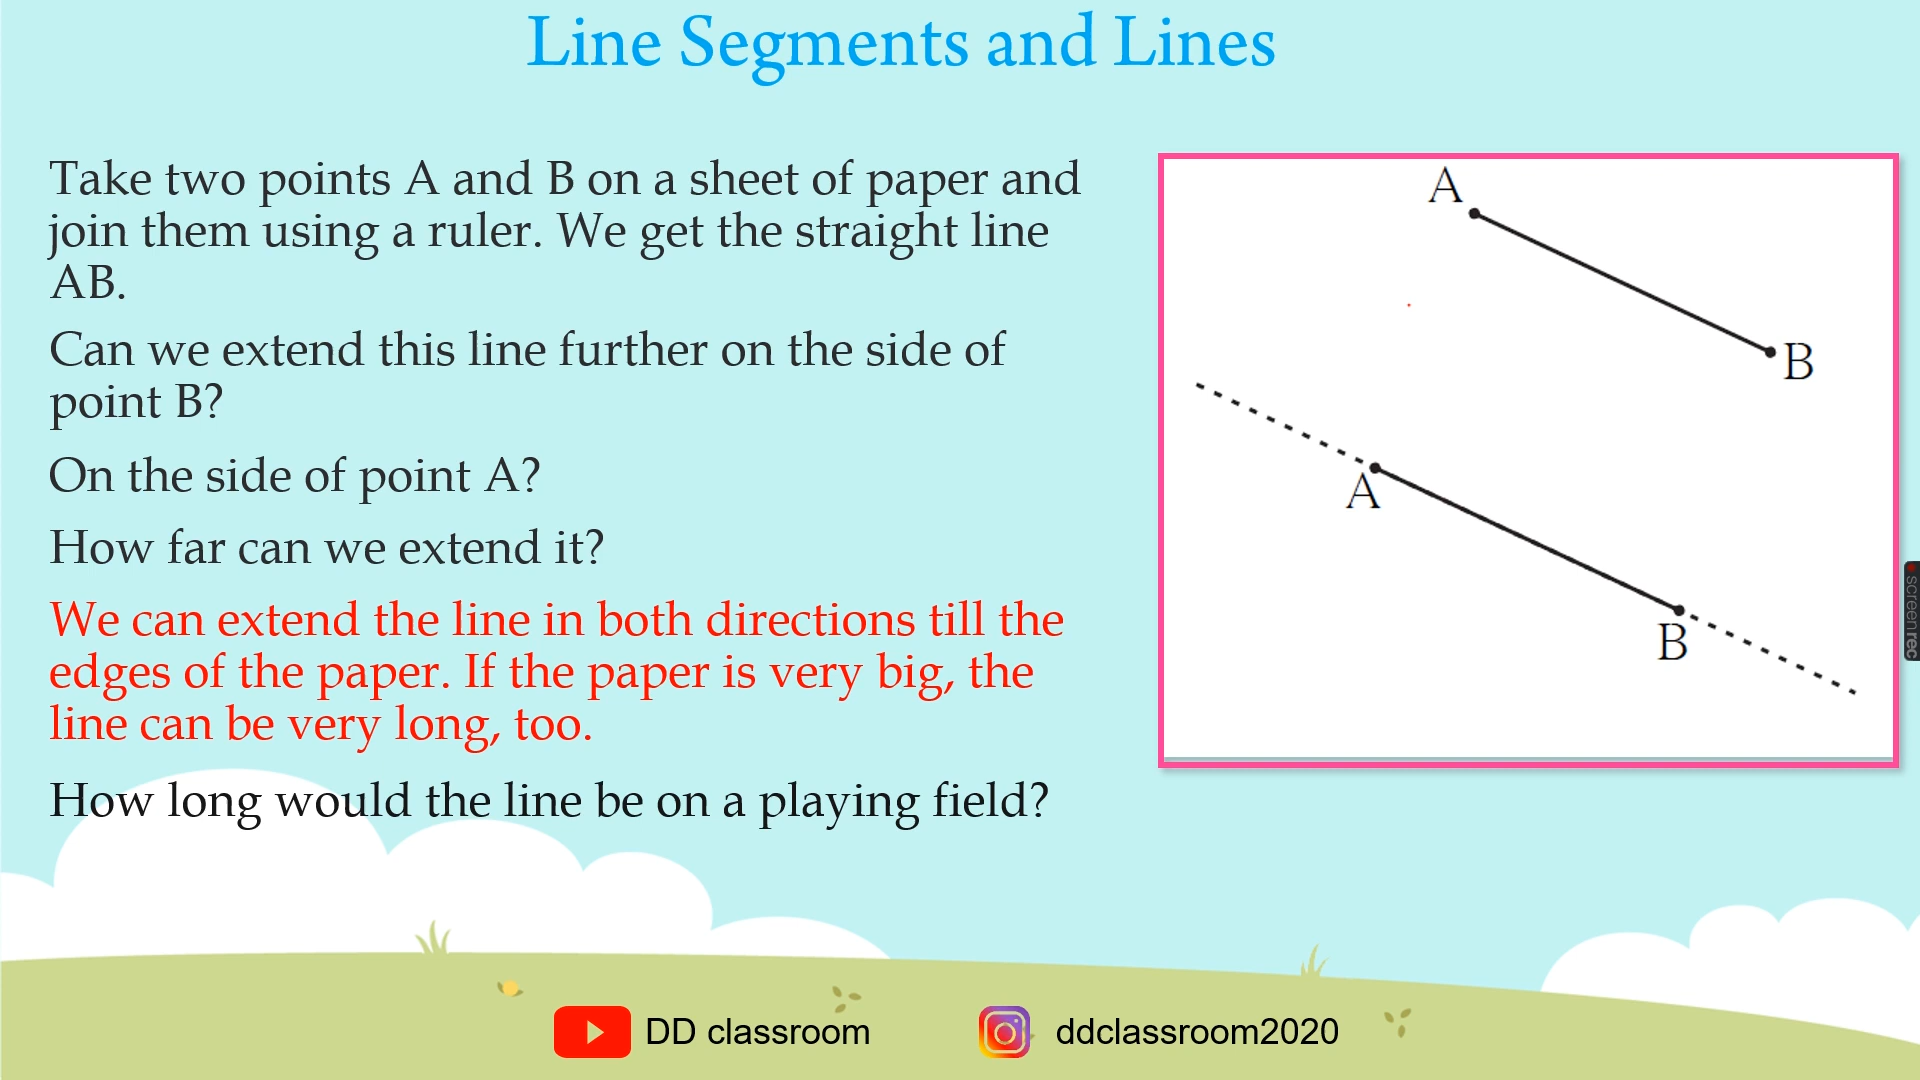 Line Segments and Lines
Take two points A and B on a sheet of paper and
join them using a ruler. We get the straight line
AB.
Can we extend this line further on the side of
point B?
On the side of point A?
How far can we extend it?
We can extend the line in both directions till the
edges of the paper. If the paper is very big, the
line can be very long, too.
How long would the line be on a playing field?
A
B
A
B
screenrec
DD classroom
ddclassroom2020